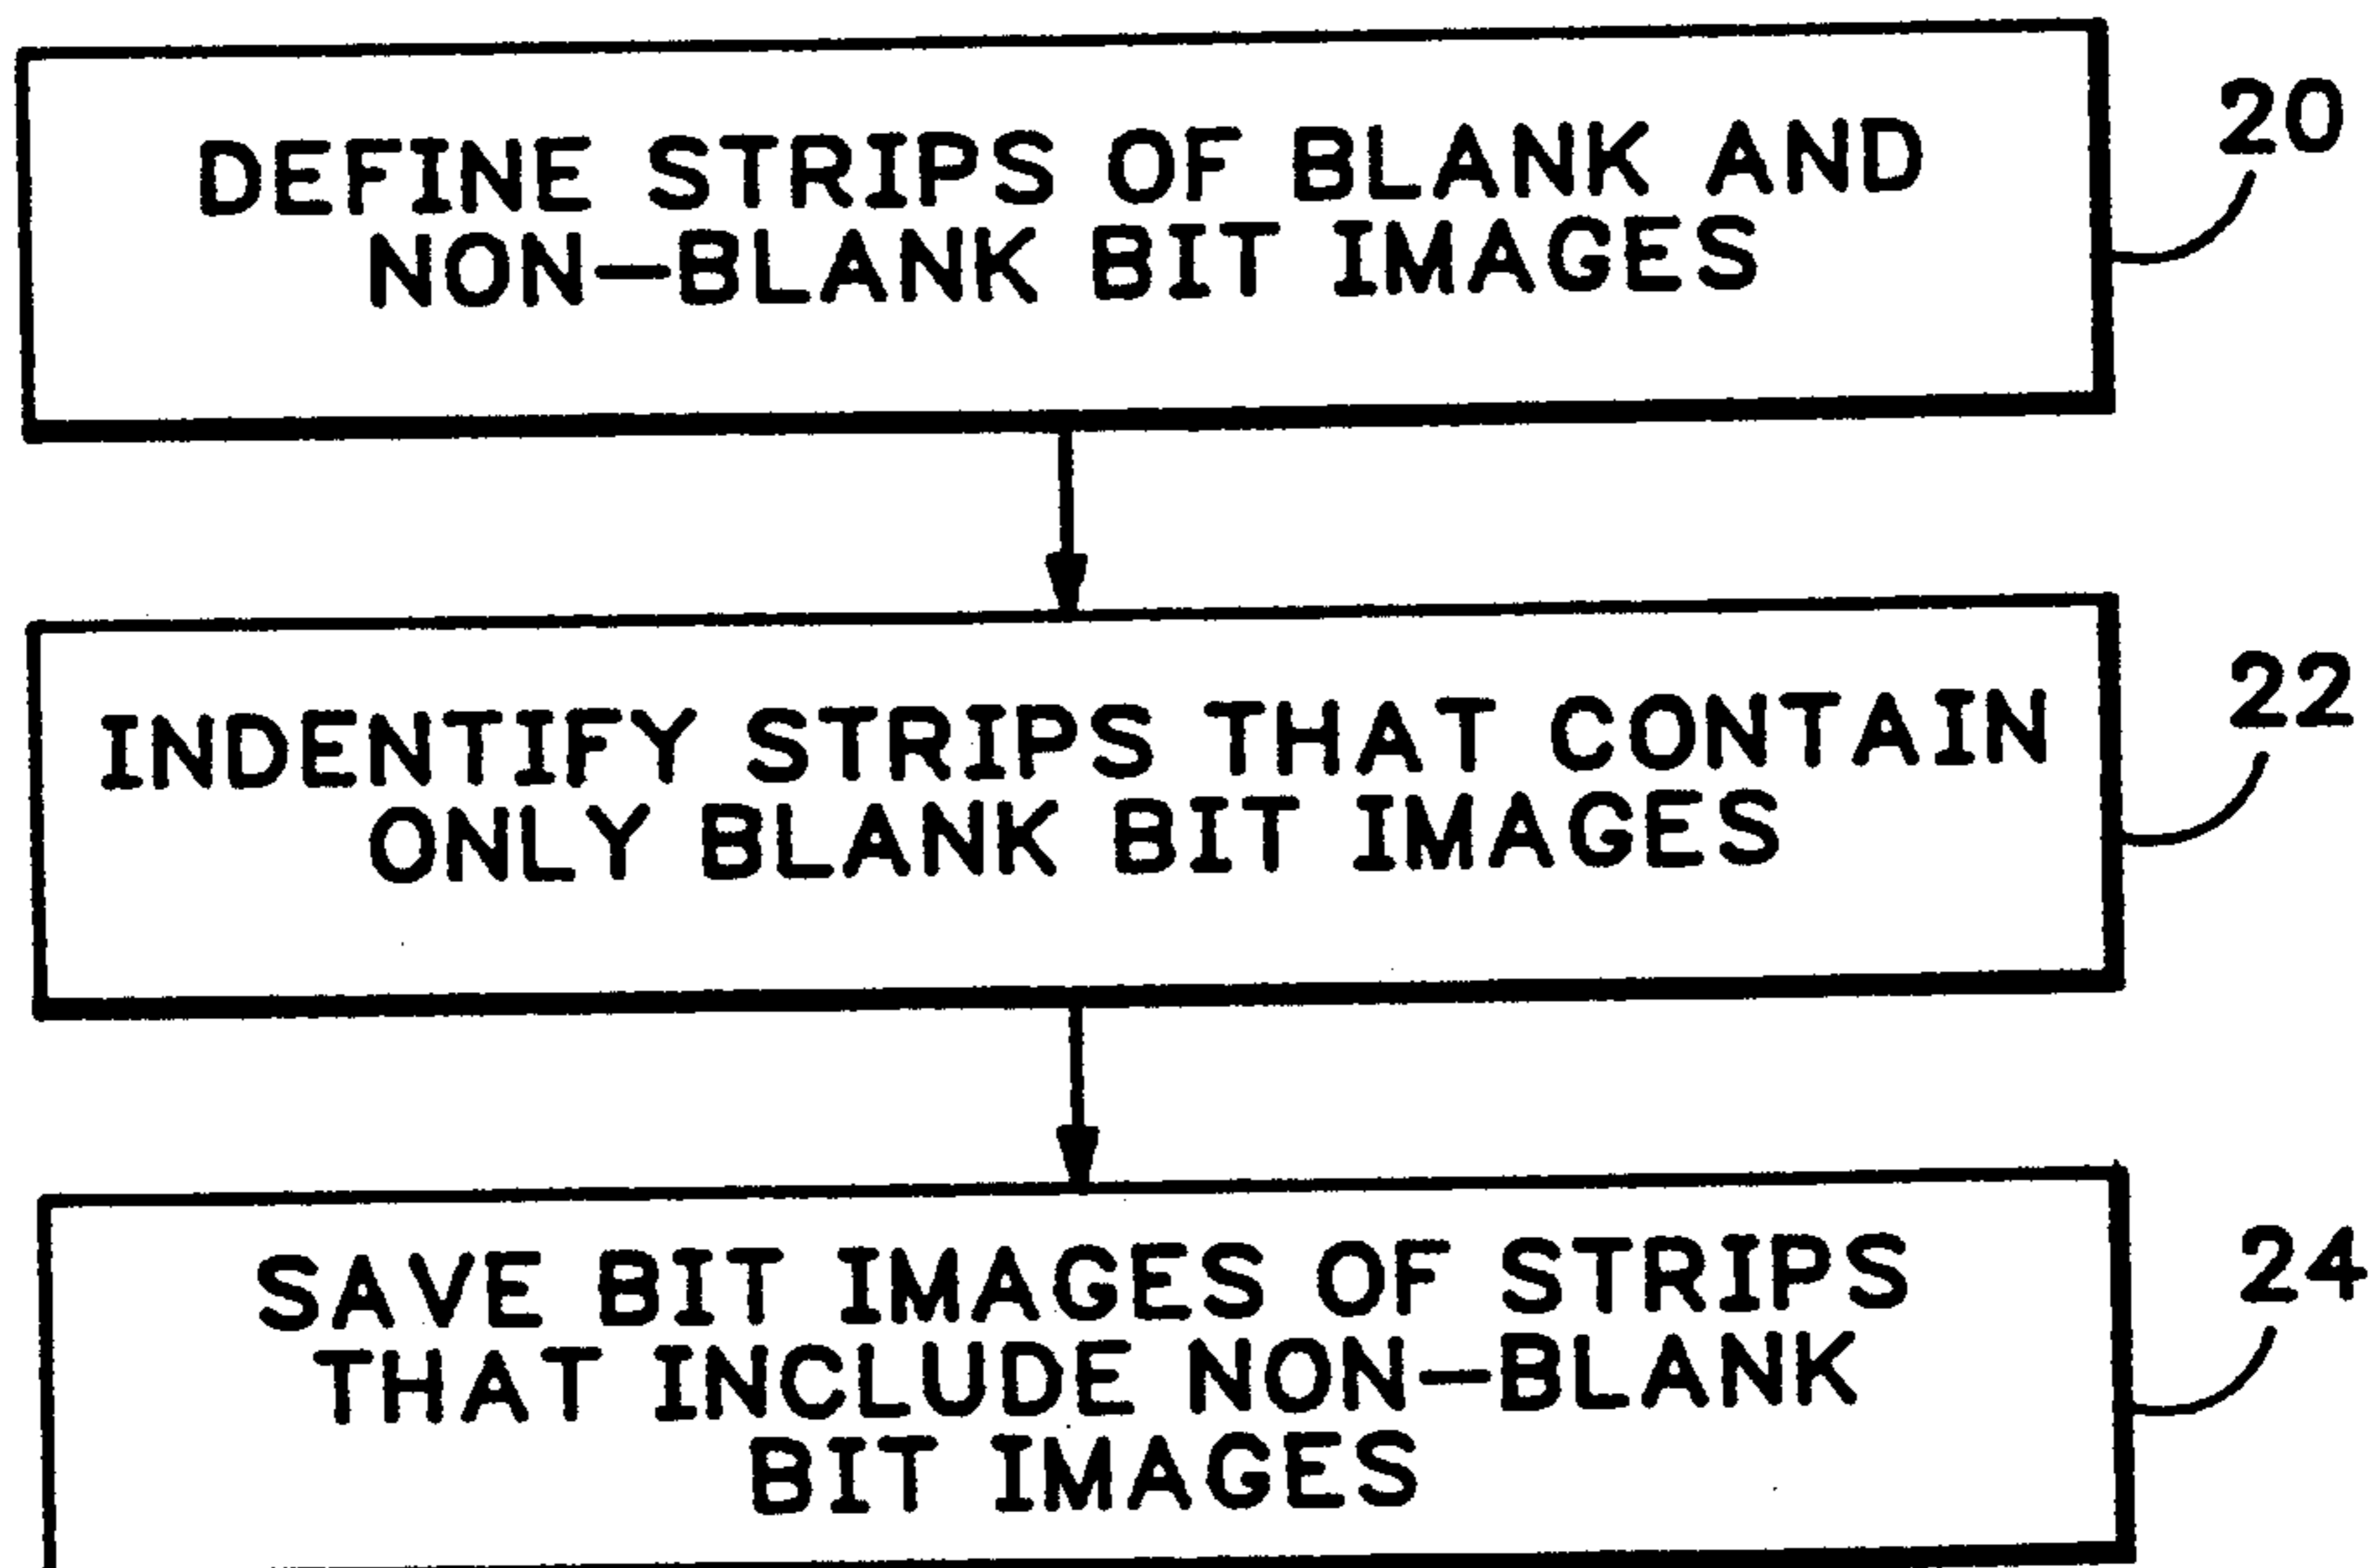 DEFINE STRIPS OF BLANK AND
NON-BLANK BIT IMAGES
20
INDENTIFY STRIPS THAT CONTAIN
ONLY BLANK BIT IMAGES
22
SAVE BIT IMAGES OF STRIPS
THAT INCLUDE NON-BLANK
BIT IMAGES
24